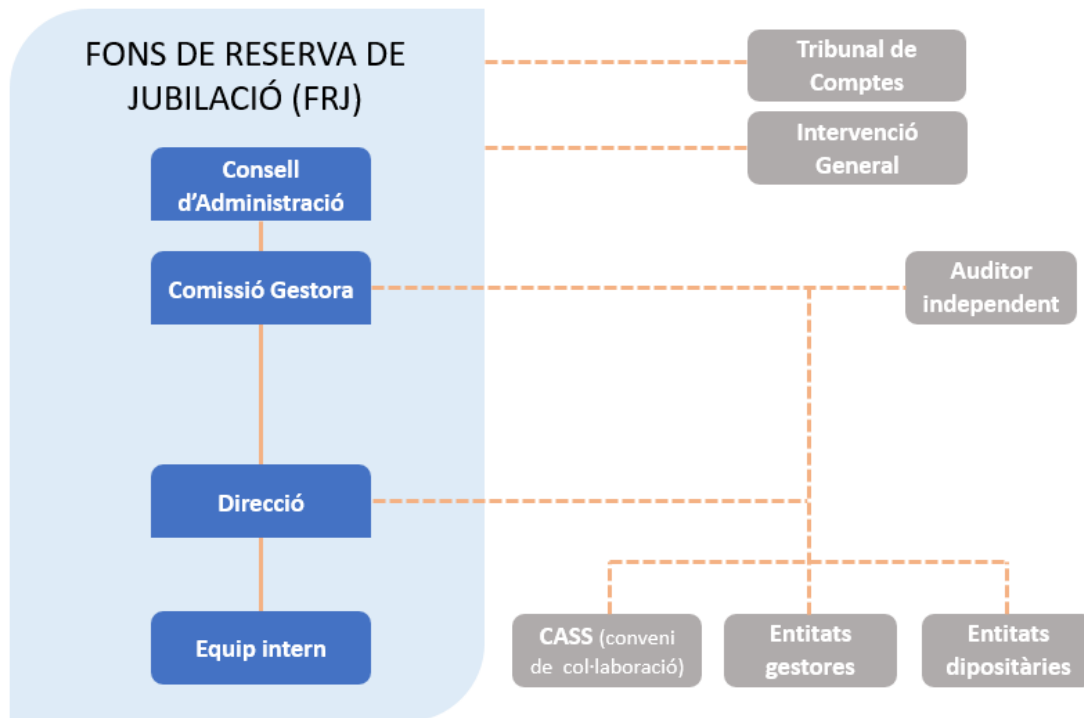 FONS DE RESERVA DE
JUBILACIÓ (FRJ)
Tribunal de
Comptes
Intervenció
General
Consell
d’Administració
Comissió Gestora
Auditor
independent
Direcció
Equip intern
CASS (conveni
de col·laboració)
Entitats
gestores
Entitats
dipositàries